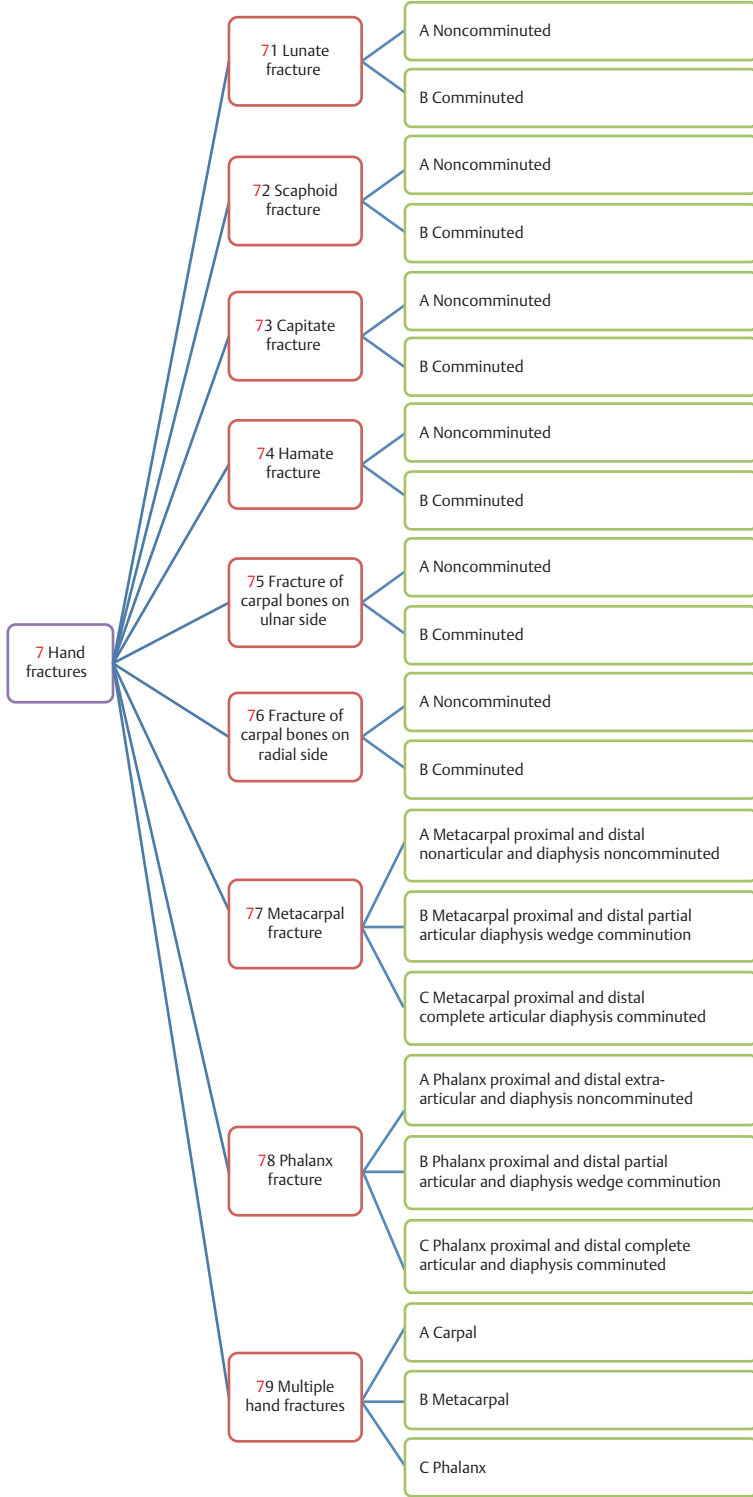 7 Hand
fractures
71 Lunate
fracture
A Noncomminuted
B Comminuted
72 Scaphoid
fracture
A Noncomminuted
B Comminuted
73 Capitate
fracture
A Noncomminuted
B Comminuted
74 Hamate
fracture
A Noncomminuted
B Comminuted
75 Fracture of
carpal bones on
ulnar side
A Noncomminuted
B Comminuted
76 Fracture of
carpal bones on
radial side
A Noncomminuted
B Comminuted
77 Metacarpal
fracture
A Metacarpal proximal and distal
nonarticular and diaphysis noncomminuted
B Metacarpal proximal and distal partial
articular diaphysis wedge comminution
C Metacarpal proximal and distal
complete articular diaphysis comminuted
78 Phalanx
fracture
A Phalanx proximal and distal extra-
articular and diaphysis noncomminuted
B Phalanx proximal and distal partial
articular and diaphysis wedge comminution
C Phalanx proximal and distal complete
articular and diaphysis comminuted
79 Multiple
hand fractures
A Carpal
B Metacarpal
C Phalanx